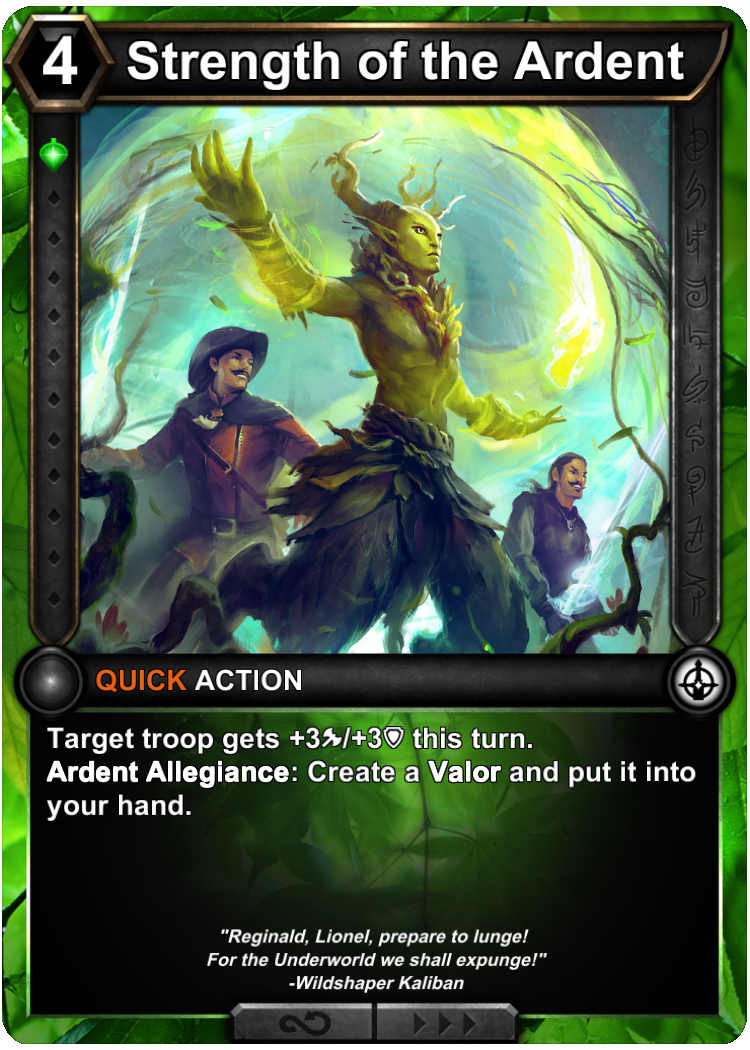 4
Strength of the Ardent
QUICK ACTION
Target troop gets +3/+3 this turn.
Ardent Allegiance: Create a Valor and put it into
your hand.
"Reginald, Lionel, prepare to lunge!
For the Underworld we shall expunge!"
-Wildshaper Kaliban